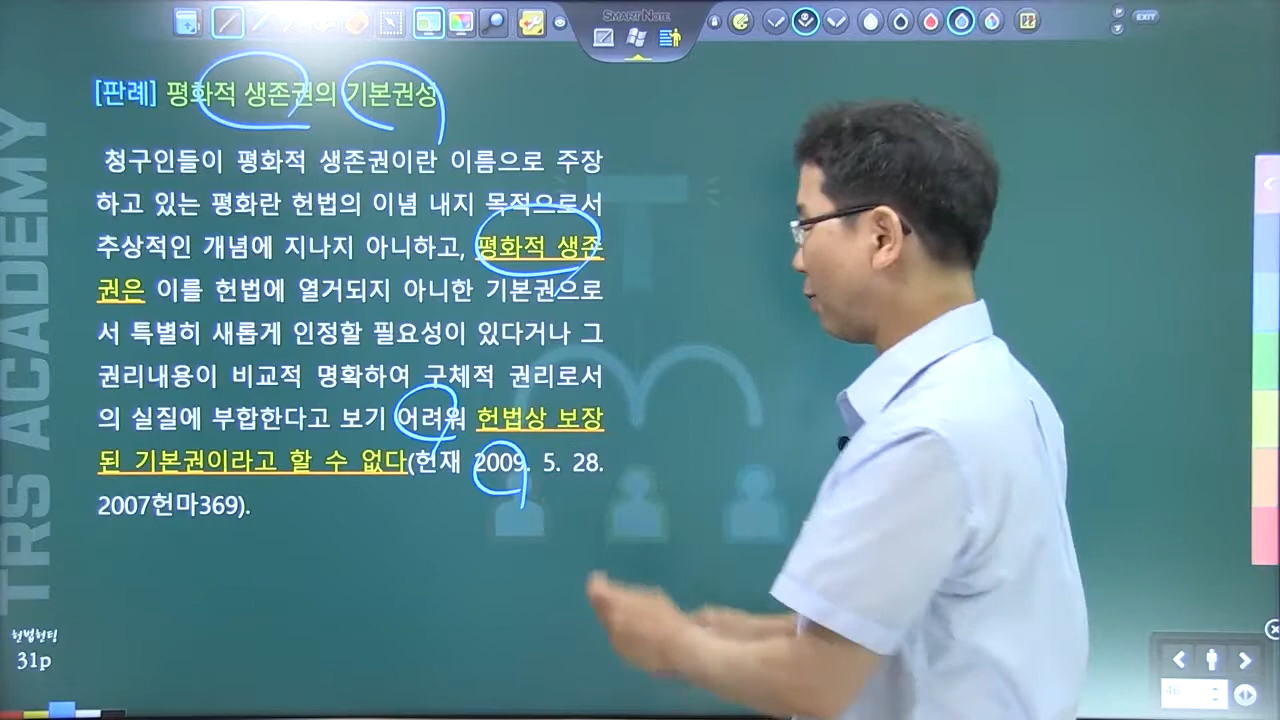 SMART NOTE
EXIT
[판례] 평화적 생존권의 기본권성
청구인들이 평화적 생존권이란 이름으로 주장
하고 있는 평화란 헌법의 이념 내지 목적으로서
추상적인 개념에 지나지 아니하고, 평화적 생존
권은 이를 헌법에 열거되지 아니한 기본권으로
서 특별히 새롭게 인정할 필요성이 있다거나 그
권리내용이 비교적 명확하여 구체적 권리로서
의 실질에 부합한다고 보기 어려워 헌법상 보장
된 기본권이라고 할 수 없다(헌재 2009. 5. 28.
2007헌마369).
TRS ACADEMY
헌법헌팅
31p
46